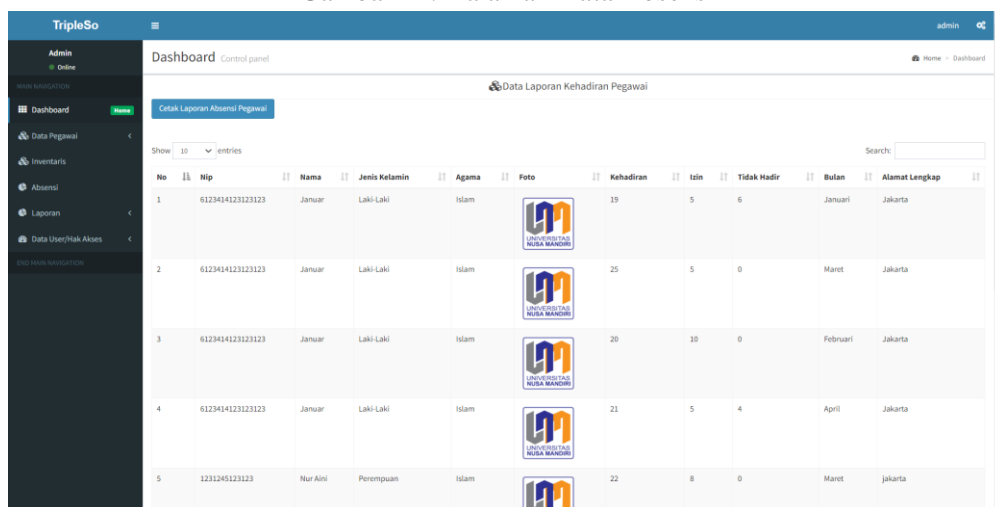 TripleSo
admin
Admin
Online
Dashboard Control panel
Home > Dashboard
MAIN NAVIGATION
Data Laporan Kehadiran Pegawai
Dashboard Home
Cetak Laporan Absensi Pegawai
Data Pegawai
Inventaris
Absensi
Laporan
Data User/Hak Akses
END MAIN NAVIGATION
Show 10 entries
Search:
No Nip Nama Jenis Kelamin Agama Foto Kehadiran Izin Tidak Hadir Bulan Alamat Lengkap
1 6123414123123123 Januar Laki-Laki Islam UNIVERSITAS NUSA MANDIRI 19 5 6 Januari Jakarta
2 6123414123123123 Januar Laki-Laki Islam UNIVERSITAS NUSA MANDIRI 25 5 0 Maret Jakarta
3 6123414123123123 Januar Laki-Laki Islam UNIVERSITAS NUSA MANDIRI 20 10 0 Februari Jakarta
4 6123414123123123 Januar Laki-Laki Islam UNIVERSITAS NUSA MANDIRI 21 5 4 April Jakarta
5 1231245123123 Nur Aini Perempuan Islam 22 8 0 Maret jakarta